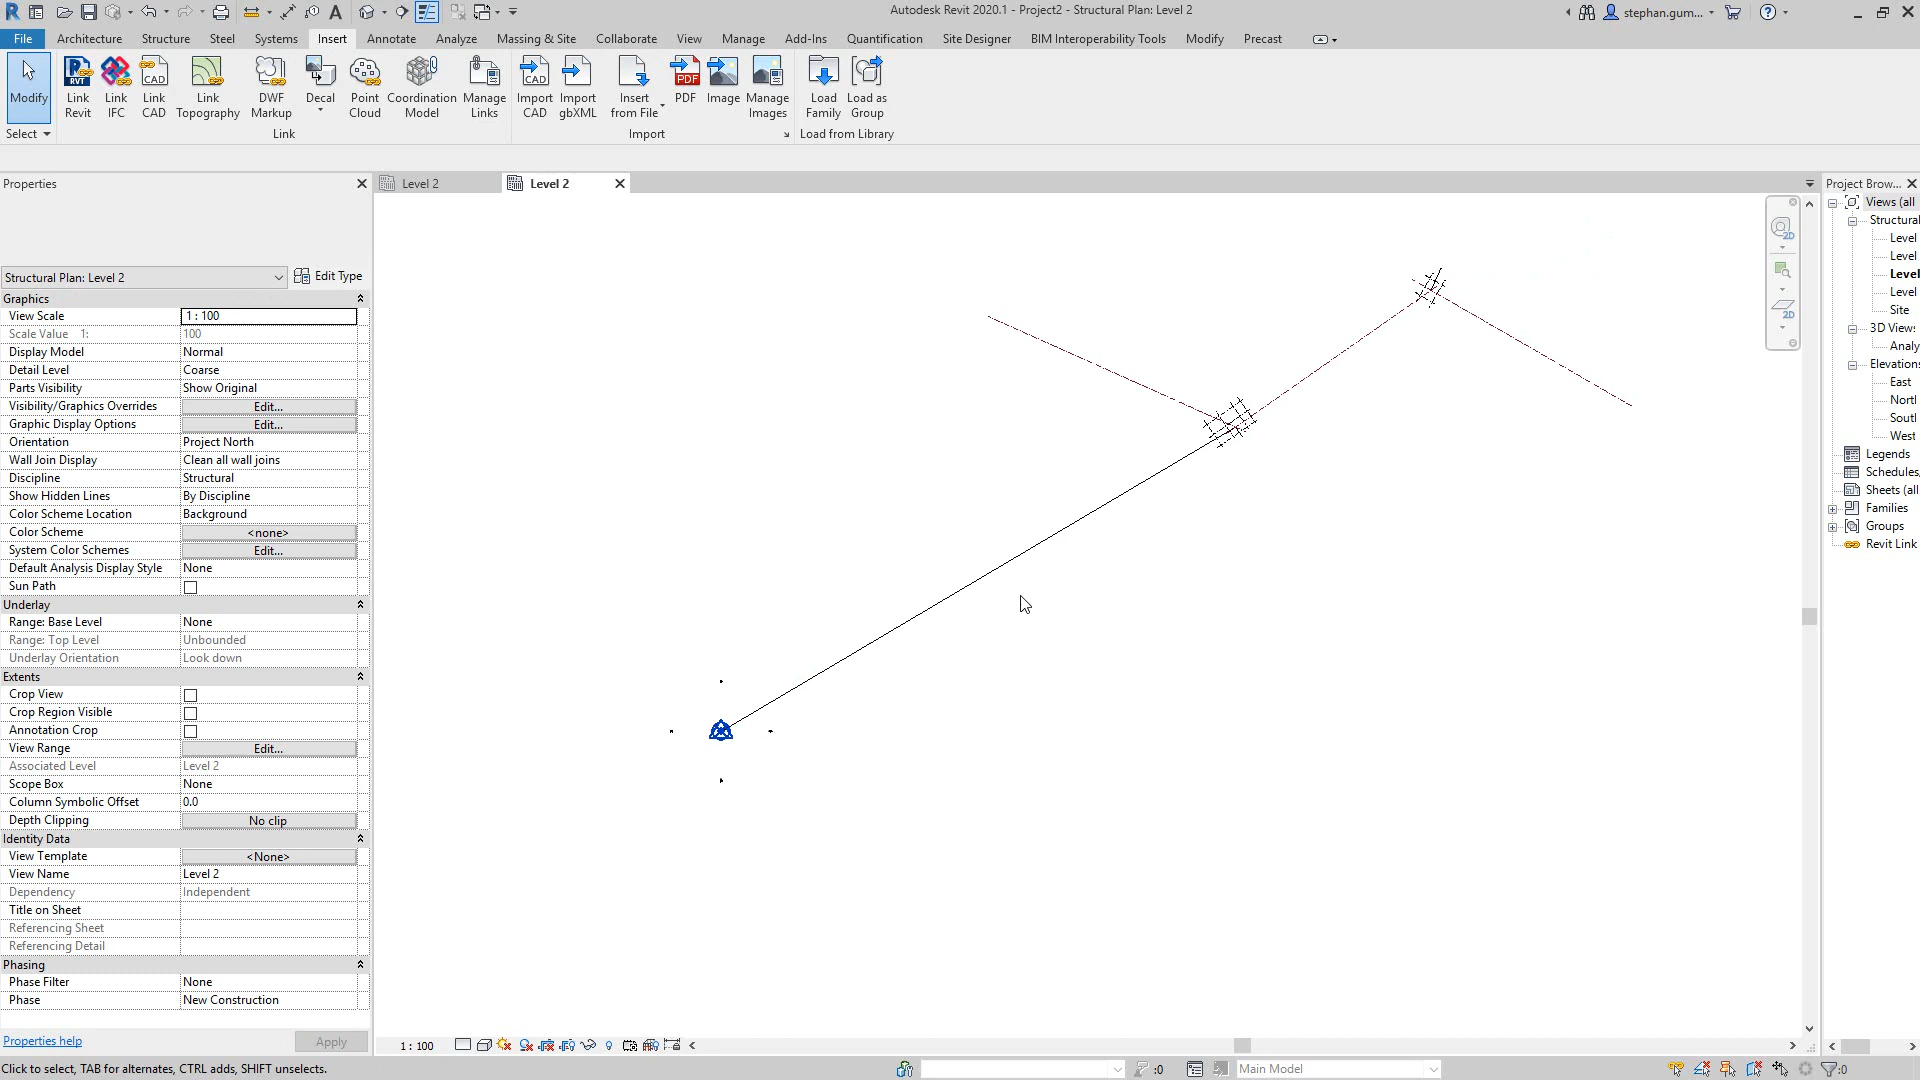 Autodesk Revit 2020.1 - Project2 - Structural Plan: Level 2
stephan.gum...
File Architecture Structure Steel Systems Insert Annotate Analyze Massing & Site Collaborate View Manage Add-Ins Quantification Site Designer BIM Interoperability Tools Modify Precast
Modify
Link Revit
Link IFC
Link CAD
Link Topography
DWF Markup
Decal
Point Cloud
Coordination Model
Manage Links
Import CAD
Import gbXML
Insert from File
PDF
Image
Manage Images
Load Family
Load as Group
Select Link Import Load from Library
Properties
Level 2
Level 2
Project Brow...
Structural Plan: Level 2 Edit Type
Graphics
View Scale 1 : 100
Scale Value 1: 100
Display Model Normal
Detail Level Coarse
Parts Visibility Show Original
Visibility/Graphics Overrides Edit...
Graphic Display Options Edit...
Orientation Project North
Wall Join Display Clean all wall joins
Discipline Structural
Show Hidden Lines By Discipline
Color Scheme Location Background
Color Scheme <none>
System Color Schemes Edit...
Default Analysis Display Style None
Sun Path
Underlay
Range: Base Level None
Range: Top Level Unbounded
Underlay Orientation Look down
Extents
Crop View
Crop Region Visible
Annotation Crop
View Range Edit...
Associated Level Level 2
Scope Box None
Column Symbolic Offset 0.0
Depth Clipping No clip
Identity Data
View Template <None>
View Name Level 2
Dependency Independent
Title on Sheet
Referencing Sheet
Referencing Detail
Phasing
Phase Filter None
Phase New Construction
Properties help Apply
2D
2D
Views (all
Structural
Level
Level
Level
Level
Site
3D Views
Analy
Elevations
East
North
South
West
Legends
Schedules,
Sheets (all
Families
Groups
Revit Link
1 : 100
Click to select, TAB for alternates, CTRL adds, SHIFT unselects.
:0
Main Model
:0